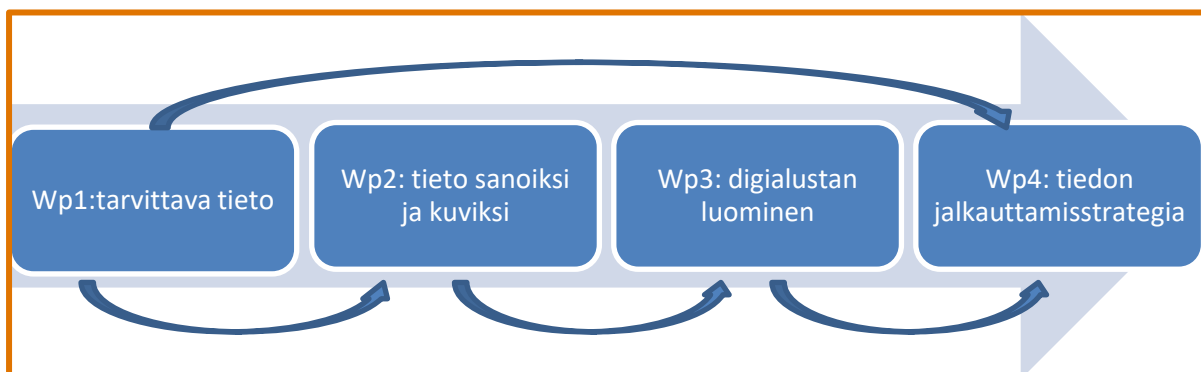 Wp1:tarvittava tieto
Wp2: tieto sanoiksi
ja kuviksi
Wp3: digialustan
luominen
Wp4: tiedon
jalkauttamisstrategia